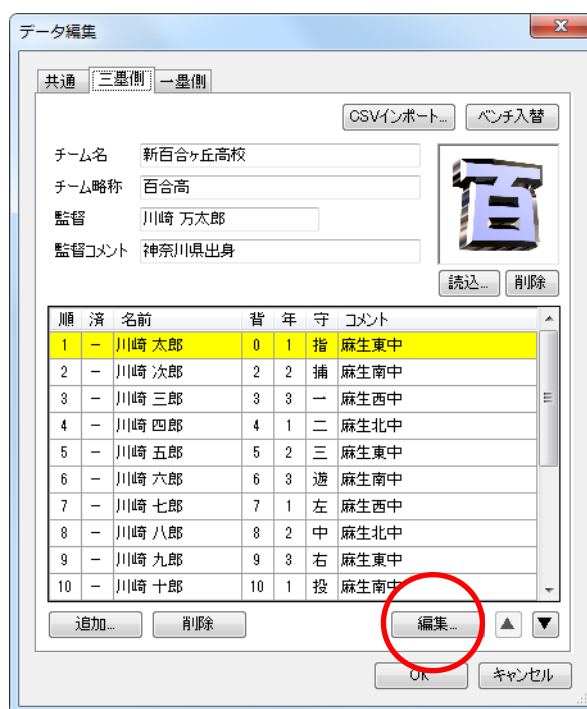 データ編集
共通 三塁側 一塁側
CSVインポート... ベンチ入替
チーム名 新百合ヶ丘高校
チーム略称 百合高
監督 川崎 万太郎
監督コメント 神奈川県出身
百
読込... 削除
順 済 名前 背 年 守 コメント
1 − 川崎 太郎 0 1 指 麻生東中
2 − 川崎 次郎 2 2 捕 麻生南中
3 − 川崎 三郎 3 3 一 麻生西中
4 − 川崎 四郎 4 1 二 麻生北中
5 − 川崎 五郎 5 2 三 麻生東中
6 − 川崎 六郎 6 3 遊 麻生南中
7 − 川崎 七郎 7 1 左 麻生西中
8 − 川崎 八郎 8 2 中 麻生北中
9 − 川崎 九郎 9 3 右 麻生東中
10 − 川崎 十郎 10 1 投 麻生南中
追加... 削除 編集... ▲ ▼
OK キャンセル